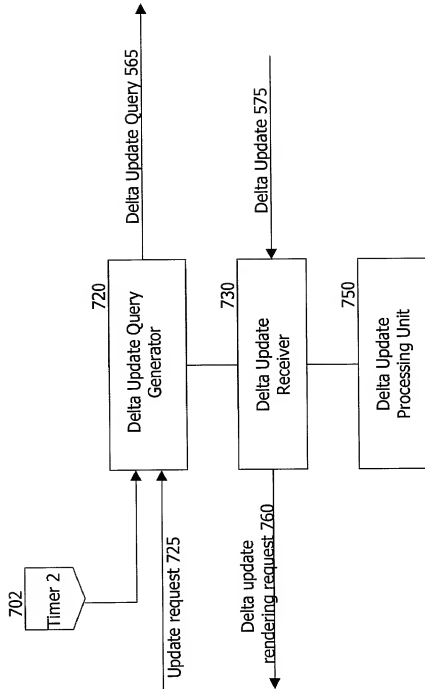 702
Timer 2
Update request 725
720
Delta Update Query
Generator
Delta Update Query 565
Delta update
rendering request 760
730
Delta Update
Receiver
Delta Update 575
750
Delta Update
Processing Unit